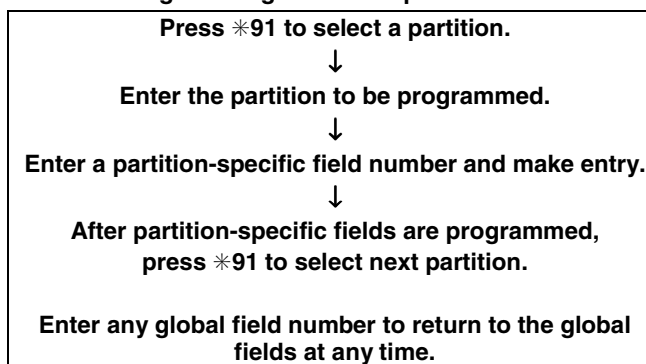 Press ✳91 to select a partition.
↓
Enter the partition to be programmed.
↓
Enter a partition-specific field number and make entry.
↓
After partition-specific fields are programmed,
press ✳91 to select next partition.
Enter any global field number to return to the global
fields at any time.